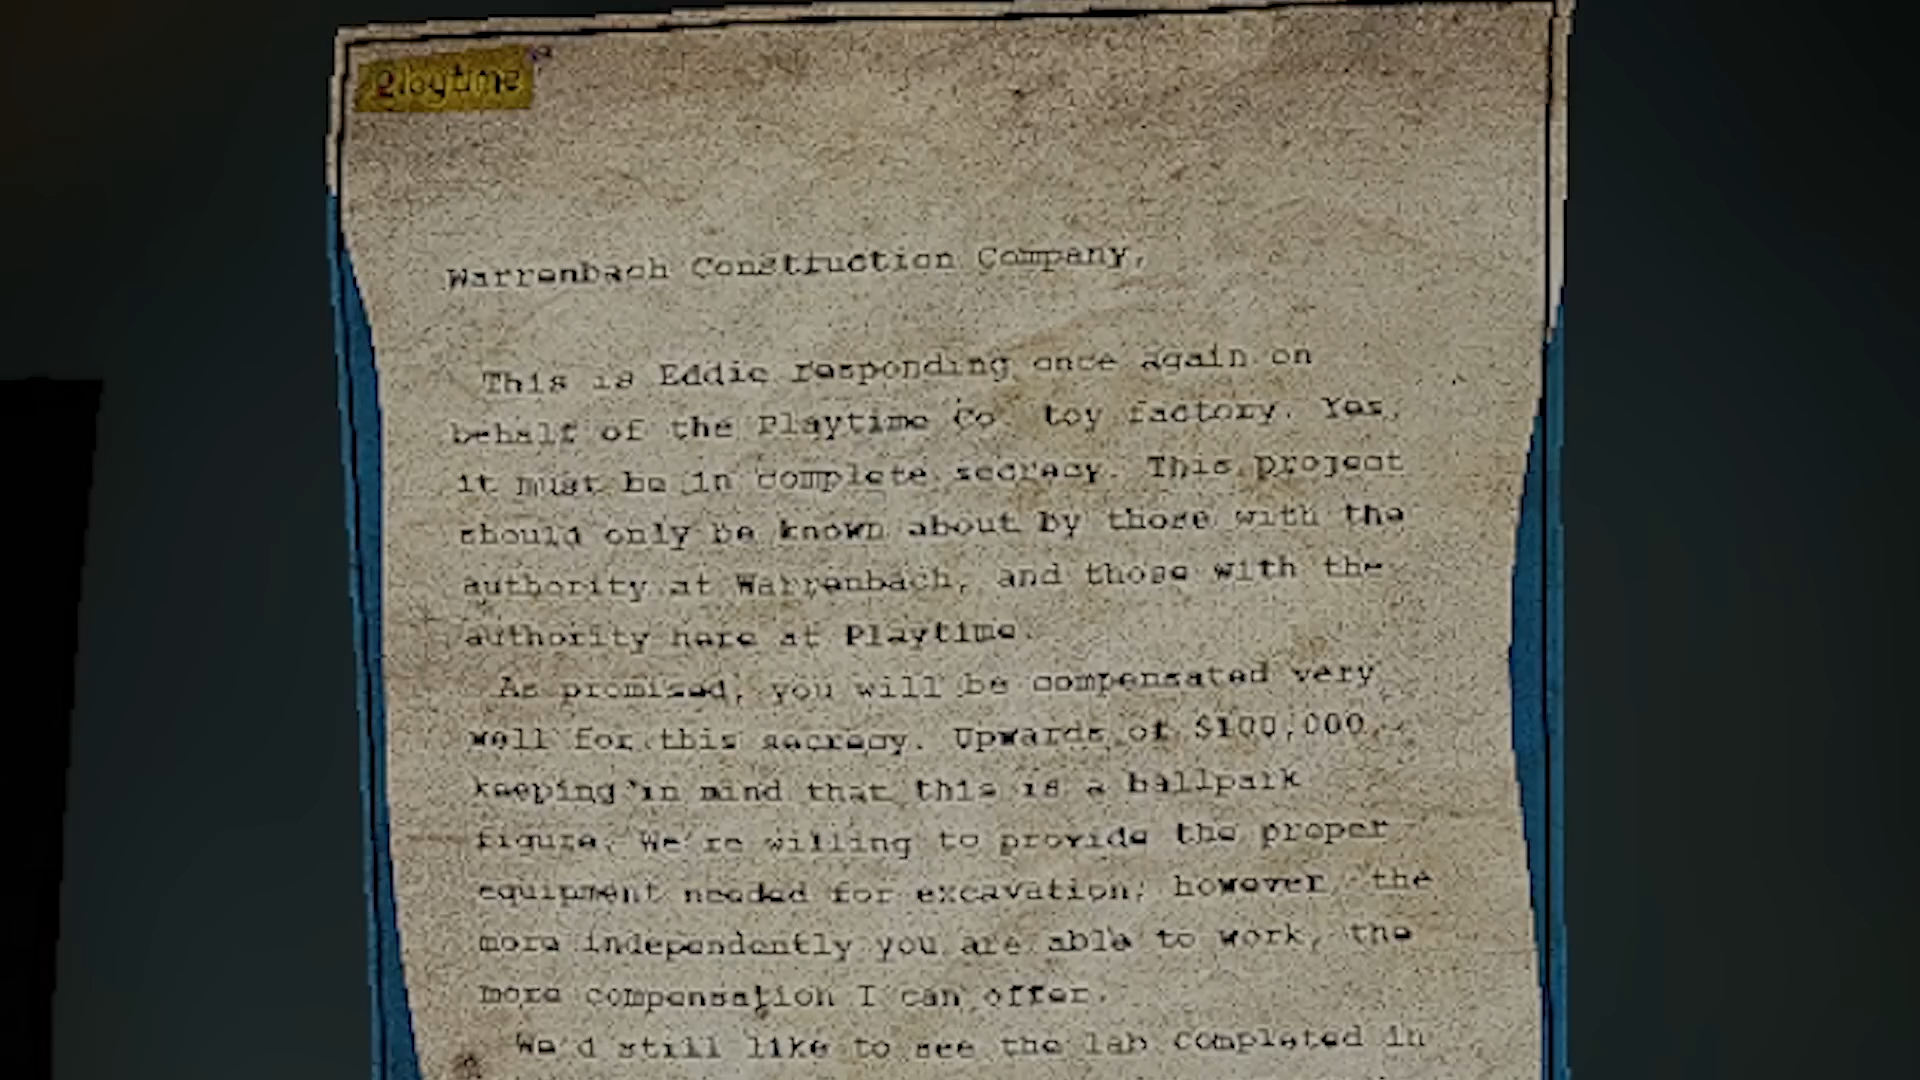 Playtime
Warrenbach Construction Company,
This is Eddie responding once again on
behalf of the Playtime Co. toy factory. Yes,
it must be in complete secrecy. This project
should only be known about by those with the
authority at Warrenbach, and those with the
authority here at Playtime.
As promised, you will be compensated very
well for this secrecy. Upwards of $100,000,
keeping in mind that this is a ballpark
figure. We're willing to provide the proper
equipment needed for excavation, however, the
more independently you are able to work, the
more compensation I can offer.
We'd still like to see the lab completed in